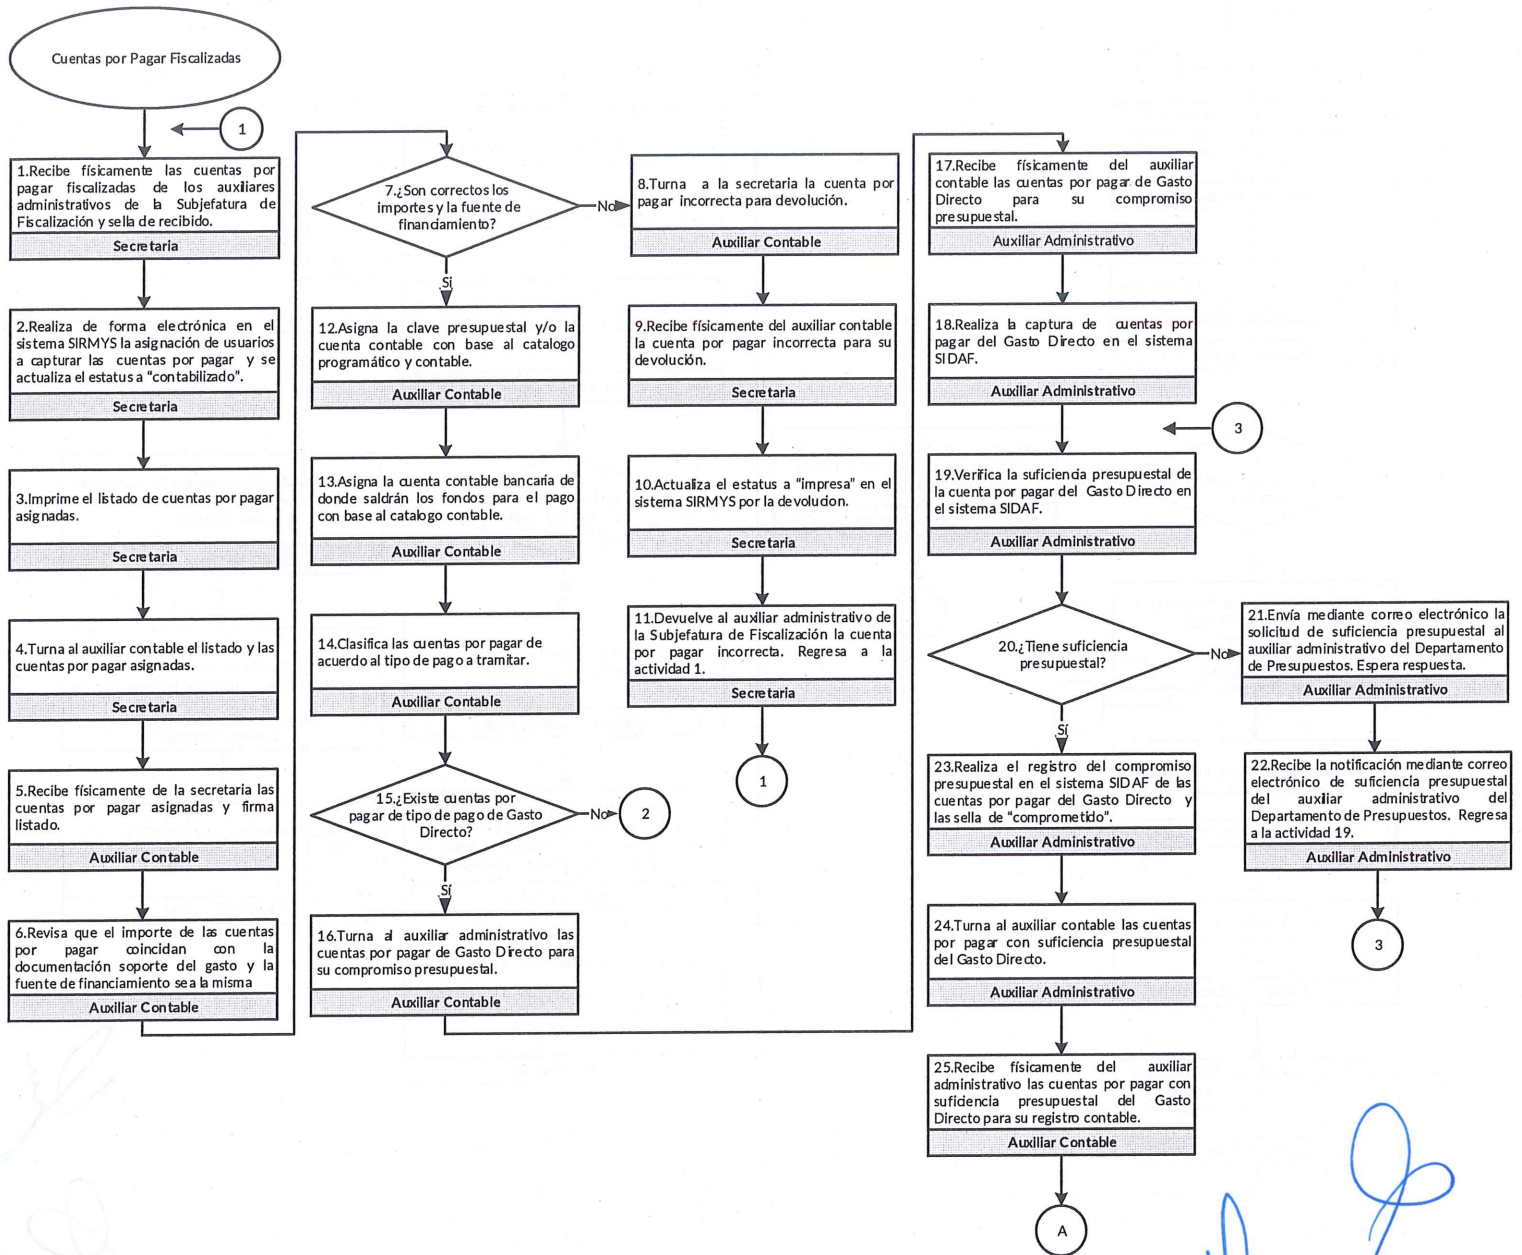 Cuentas por Pagar Fiscalizadas
1
1.Recibe físicamente las cuentas por
pagar fiscalizadas de los auxiliares
administrativos de la Subjefatura de
Fiscalización y sella de recibido.
Secretaria
2.Realiza de forma electrónica en el
sistema SIRMYS la asignación de usuarios
a capturar las cuentas por pagar y se
actualiza el estatus a "contabilizado".
Secretaria
3.Imprime el listado de cuentas por pagar
asignadas.
Secretaria
4.Turna al auxiliar contable el listado y las
cuentas por pagar asignadas.
Secretaria
5.Recibe físicamente de la secretaria las
cuentas por pagar asignadas y firma
listado.
Auxiliar Contable
6.Revisa que el importe de las cuentas
por pagar coincidan con la
documentación soporte del gasto y la
fuente de financiamiento sea la misma
Auxiliar Contable
7.¿Son correctos los
importes y la fuente de
financiamiento?
No
Si
8.Turna a la secretaria la cuenta por
pagar incorrecta para devolución.
Auxiliar Contable
9.Recibe físicamente del auxiliar contable
la cuenta por pagar incorrecta para su
devolución.
Secretaria
10.Actualiza el estatus a "impresa" en el
sistema SIRMYS por la devolucion.
Secretaria
11.Devuelve al auxiliar administrativo de
la Subjefatura de Fiscalización la cuenta
por pagar incorrecta. Regresa a la
actividad 1.
Secretaria
1
12.Asigna la clave presupuestal y/o la
cuenta contable con base al catalogo
programático y contable.
Auxiliar Contable
13.Asigna la cuenta contable bancaria de
donde saldrán los fondos para el pago
con base al catalogo contable.
Auxiliar Contable
14.Clasifica las cuentas por pagar de
acuerdo al tipo de pago a tramitar.
Auxiliar Contable
15.¿Existe cuentas por
pagar de tipo de pago de Gasto
Directo?
No
2
Sí
16.Turna al auxiliar administrativo las
cuentas por pagar de Gasto Directo para
su compromiso presupuestal.
Auxiliar Contable
17.Recibe físicamente del auxiliar
contable las cuentas por pagar de Gasto
Directo para su compromiso
presupuestal.
Auxiliar Administrativo
18.Realiza la captura de cuentas por
pagar del Gasto Directo en el sistema
SIDAF.
Auxiliar Administrativo
3
19.Verifica la suficiencia presupuestal de
la cuenta por pagar del Gasto Directo en
el sistema SIDAF.
Auxiliar Administrativo
20.¿Tiene suficiencia
presupuestal?
No
Sí
21.Envía mediante correo electrónico la
solicitud de suficiencia presupuestal al
auxiliar administrativo del Departamento
de Presupuestos. Espera respuesta.
Auxiliar Administrativo
22.Recibe la notificación mediante correo
electrónico de suficiencia presupuestal
del auxiliar administrativo del
Departamento de Presupuestos. Regresa
a la actividad 19.
Auxiliar Administrativo
3
23.Realiza el registro del compromiso
presupuestal en el sistema SIDAF de las
cuentas por pagar del Gasto Directo y
las sella de "comprometido".
Auxiliar Administrativo
24.Turna al auxiliar contable las cuentas
por pagar con suficiencia presupuestal
del Gasto Directo.
Auxiliar Administrativo
25.Recibe físicamente del auxiliar
administrativo las cuentas por pagar con
suficiencia presupuestal del Gasto
Directo para su registro contable.
Auxiliar Contable
A